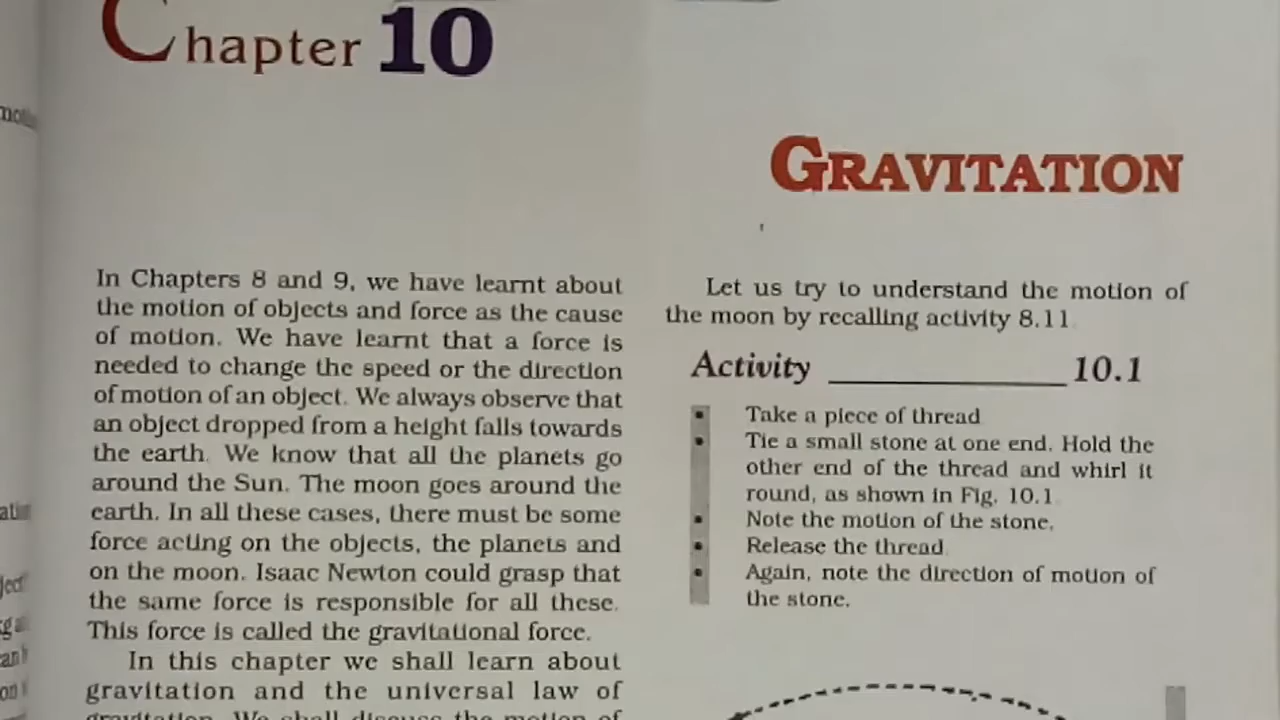 Chapter 10
GRAVITATION
In Chapters 8 and 9, we have learnt about
the motion of objects and force as the cause
of motion. We have learnt that a force is
needed to change the speed or the direction
of motion of an object. We always observe that
an object dropped from a height falls towards
the earth. We know that all the planets go
around the Sun. The moon goes around the
earth. In all these cases, there must be some
force acting on the objects, the planets and
on the moon. Isaac Newton could grasp that
the same force is responsible for all these.
This force is called the gravitational force.
In this chapter we shall learn about
gravitation and the universal law of
gravitation. We shall discuss the motion of
Let us try to understand the motion of
the moon by recalling activity 8.11
Activity 10.1
• Take a piece of thread
• Tie a small stone at one end. Hold the
other end of the thread and whirl it
round, as shown in Fig. 10.1
• Note the motion of the stone.
• Release the thread
• Again, note the direction of motion of
the stone.